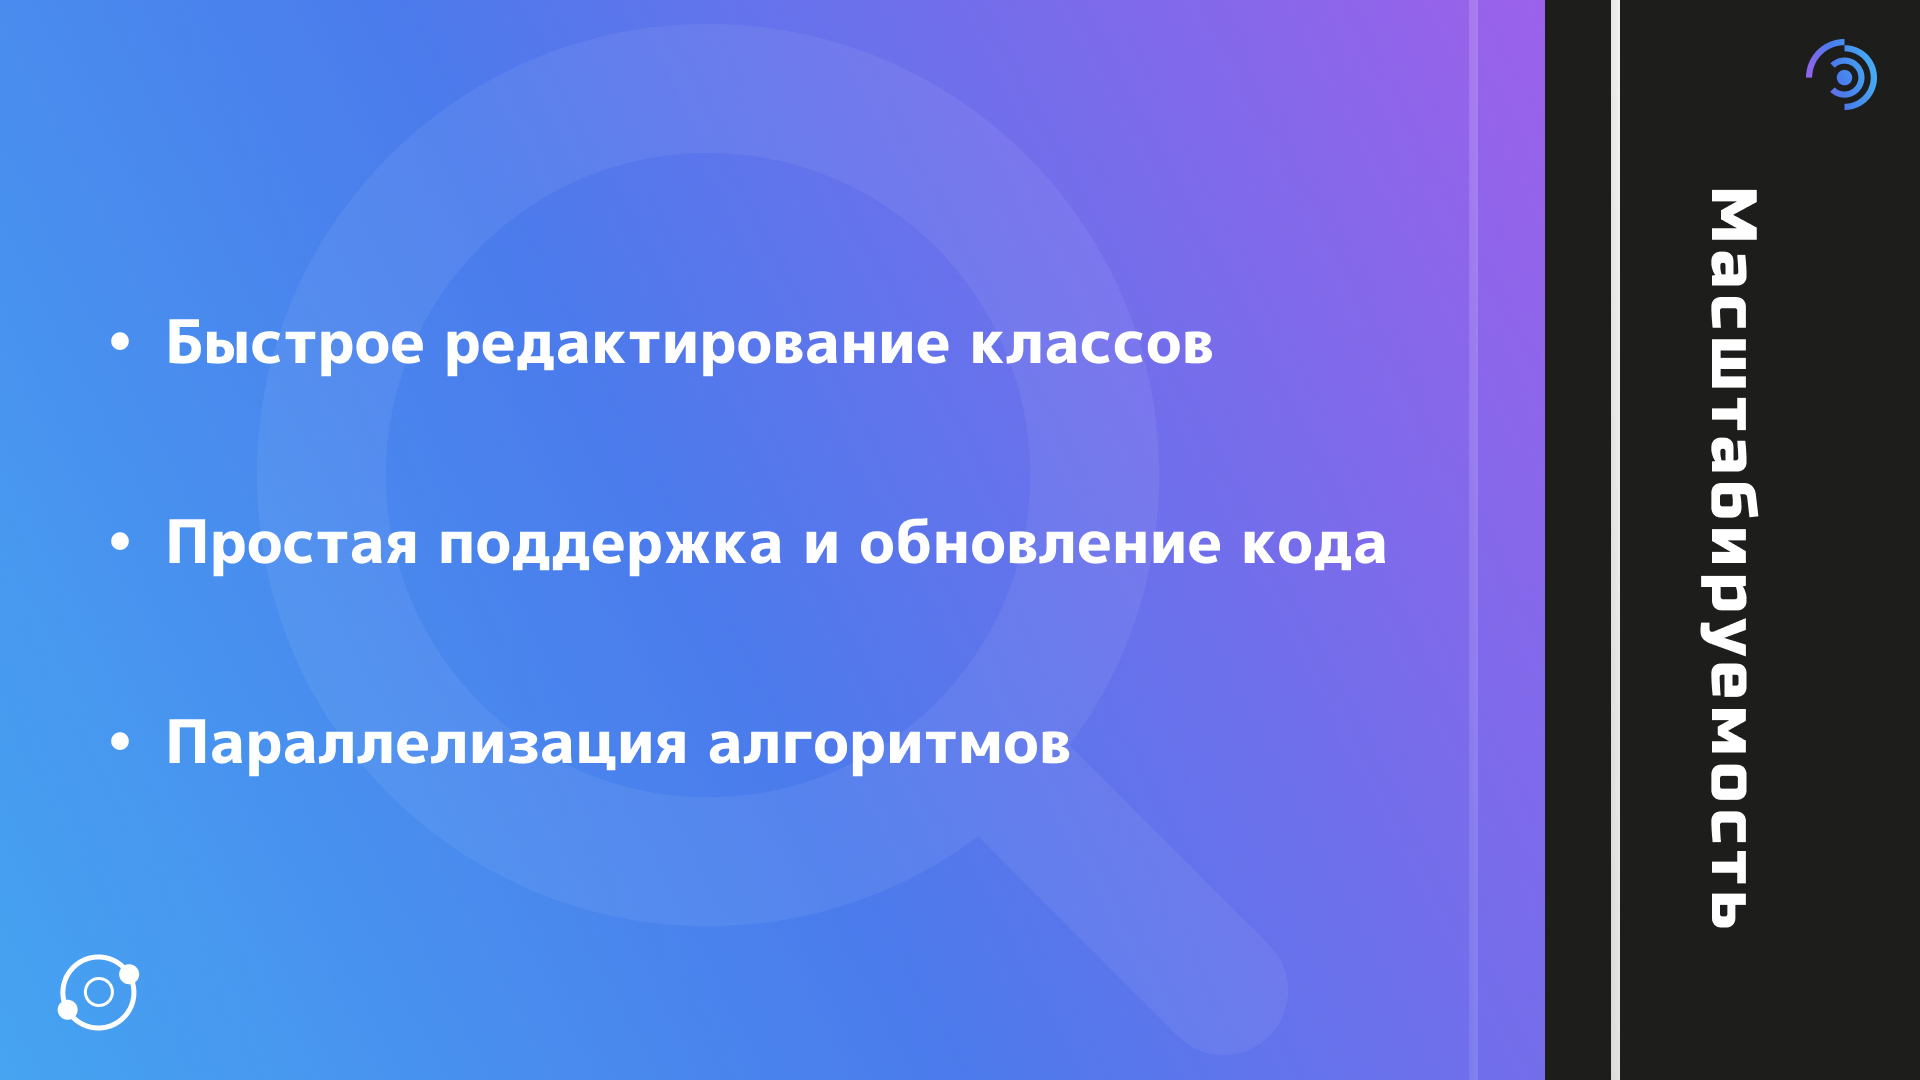 Масштабируемость
• Быстрое редактирование классов
• Простая поддержка и обновление кода
• Параллелизация алгоритмов